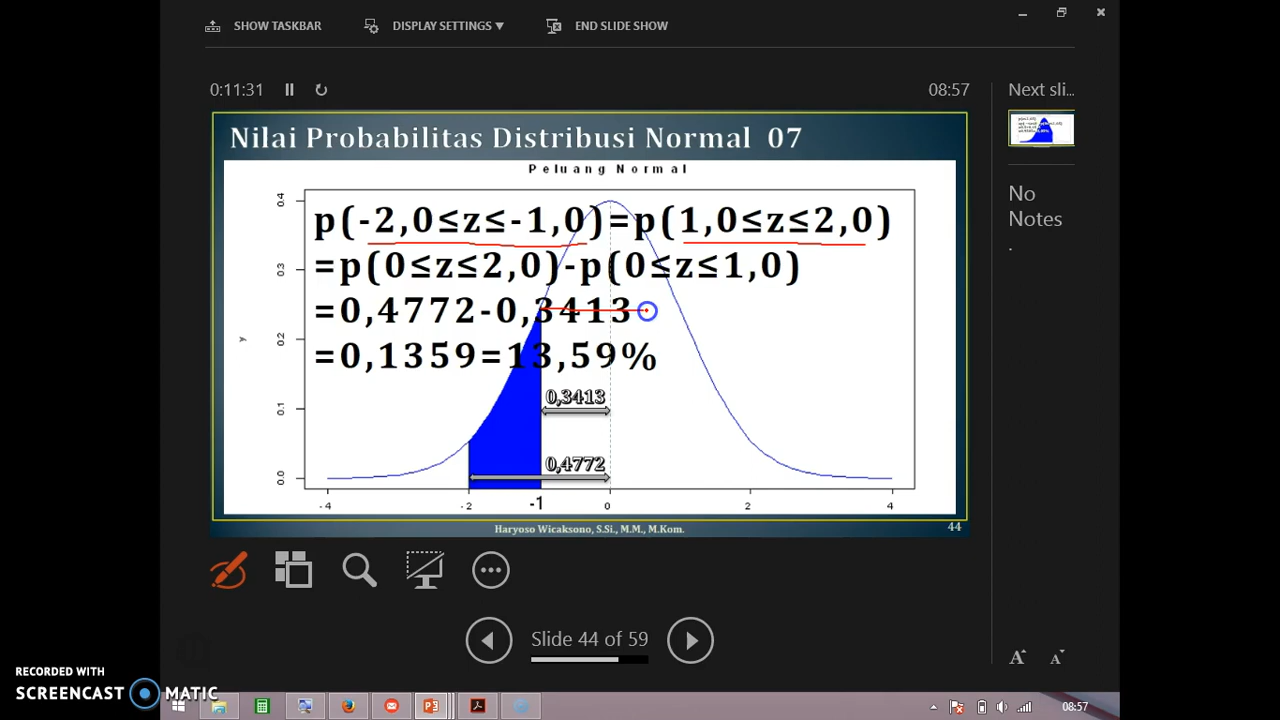 SHOW TASKBAR DISPLAY SETTINGS ▼ END SLIDE SHOW
0:11:31 08:57 Next sli...
Nilai Probabilitas Distribusi Normal 07
Peluang Normal
p(-2,0≤z≤-1,0)=p(1,0≤z≤2,0)
=p(0≤z≤2,0)-p(0≤z≤1,0)
=0,4772-0,3413
=0,1359=13,59%
0,3413
0,4772
0.4
0.3
0.2
0.1
0.0
y
-4 -2 -1 0 2 4
Haryoso Wicaksono, S.Si., M.M., M.Kom. 44
No
Notes
.
Slide 44 of 59
A A
RECORDED WITH
SCREENCAST MATIC
08:57